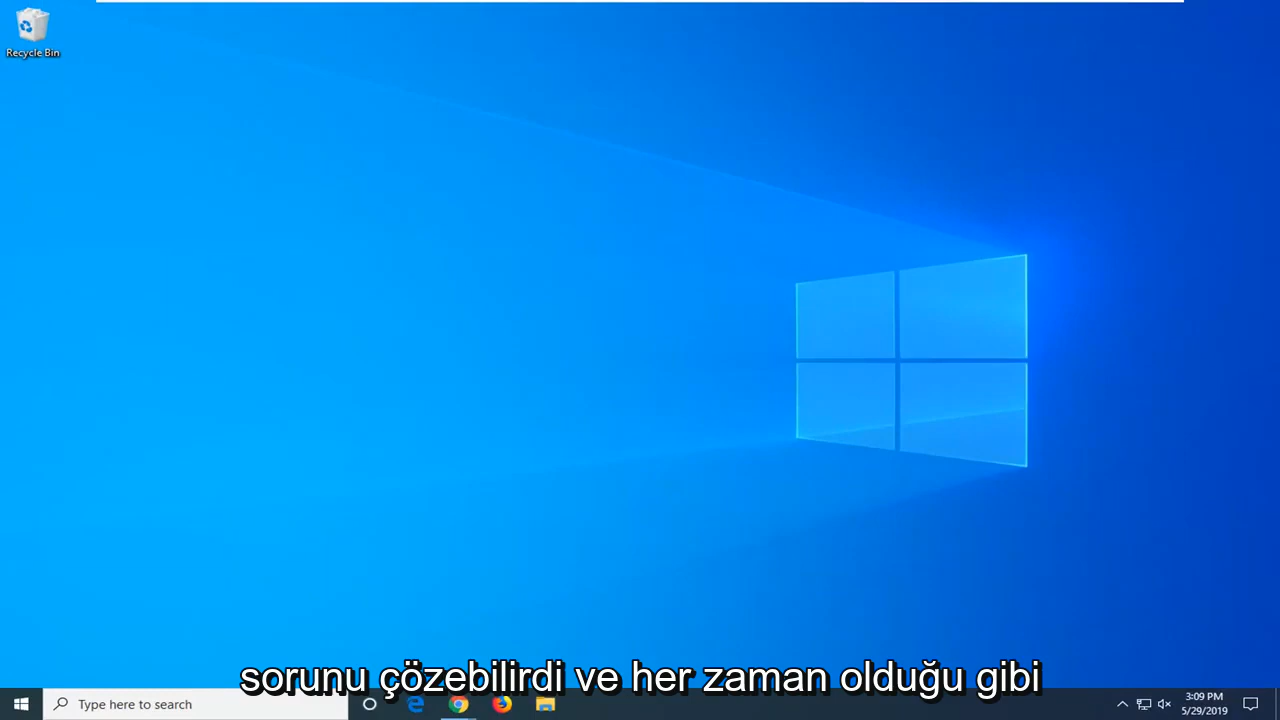 Recycle Bin
sorunu çözebilirdi ve her zaman olduğu gibi
Type here to search
3:09 PM
5/29/2019